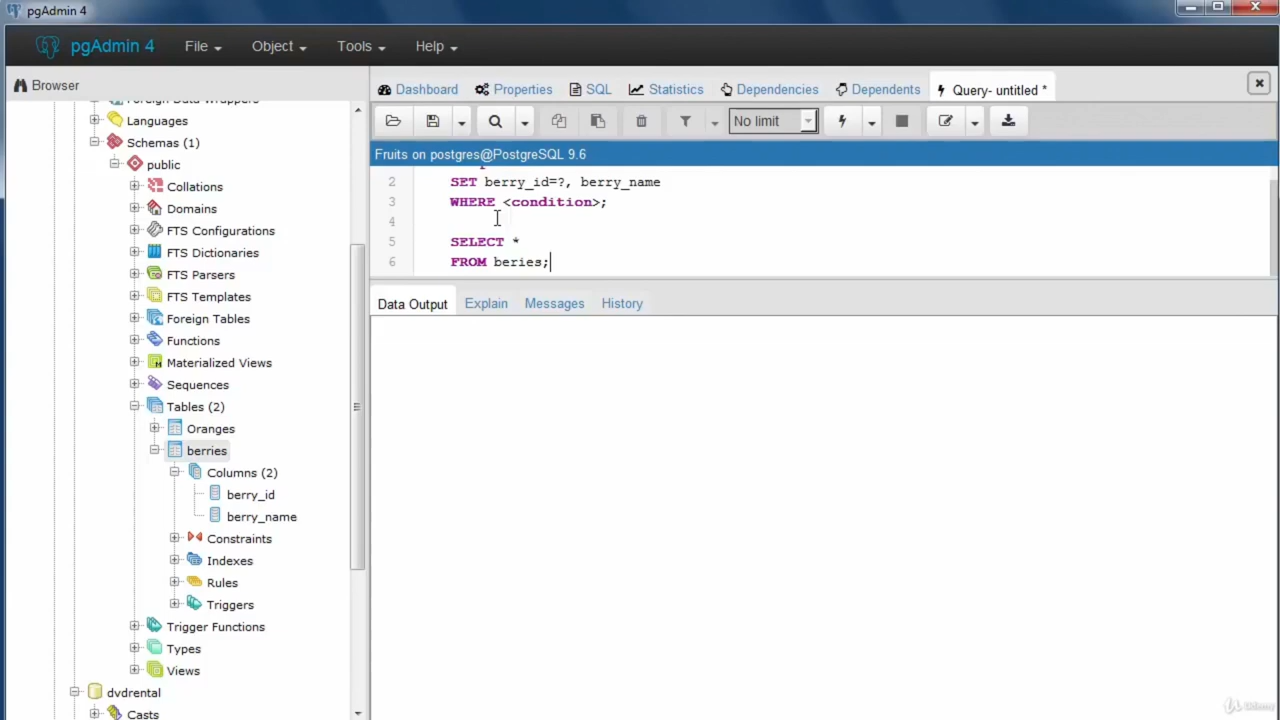 pgAdmin 4
pgAdmin 4 File Object Tools Help
Browser
Dashboard Properties SQL Statistics Dependencies Dependents Query- untitled *
Foreign Data Wrappers
Languages
Schemas (1)
public
Collations
Domains
FTS Configurations
FTS Dictionaries
FTS Parsers
FTS Templates
Foreign Tables
Functions
Materialized Views
Sequences
Tables (2)
Oranges
berries
Columns (2)
berry_id
berry_name
Constraints
Indexes
Rules
Triggers
Trigger Functions
Types
Views
dvdrental
Casts
No limit
Fruits on postgres@PostgreSQL 9.6
2 SET berry_id=?, berry_name
3 WHERE <condition>;
4
5 SELECT *
6 FROM beries;
Data Output Explain Messages History
Udemy